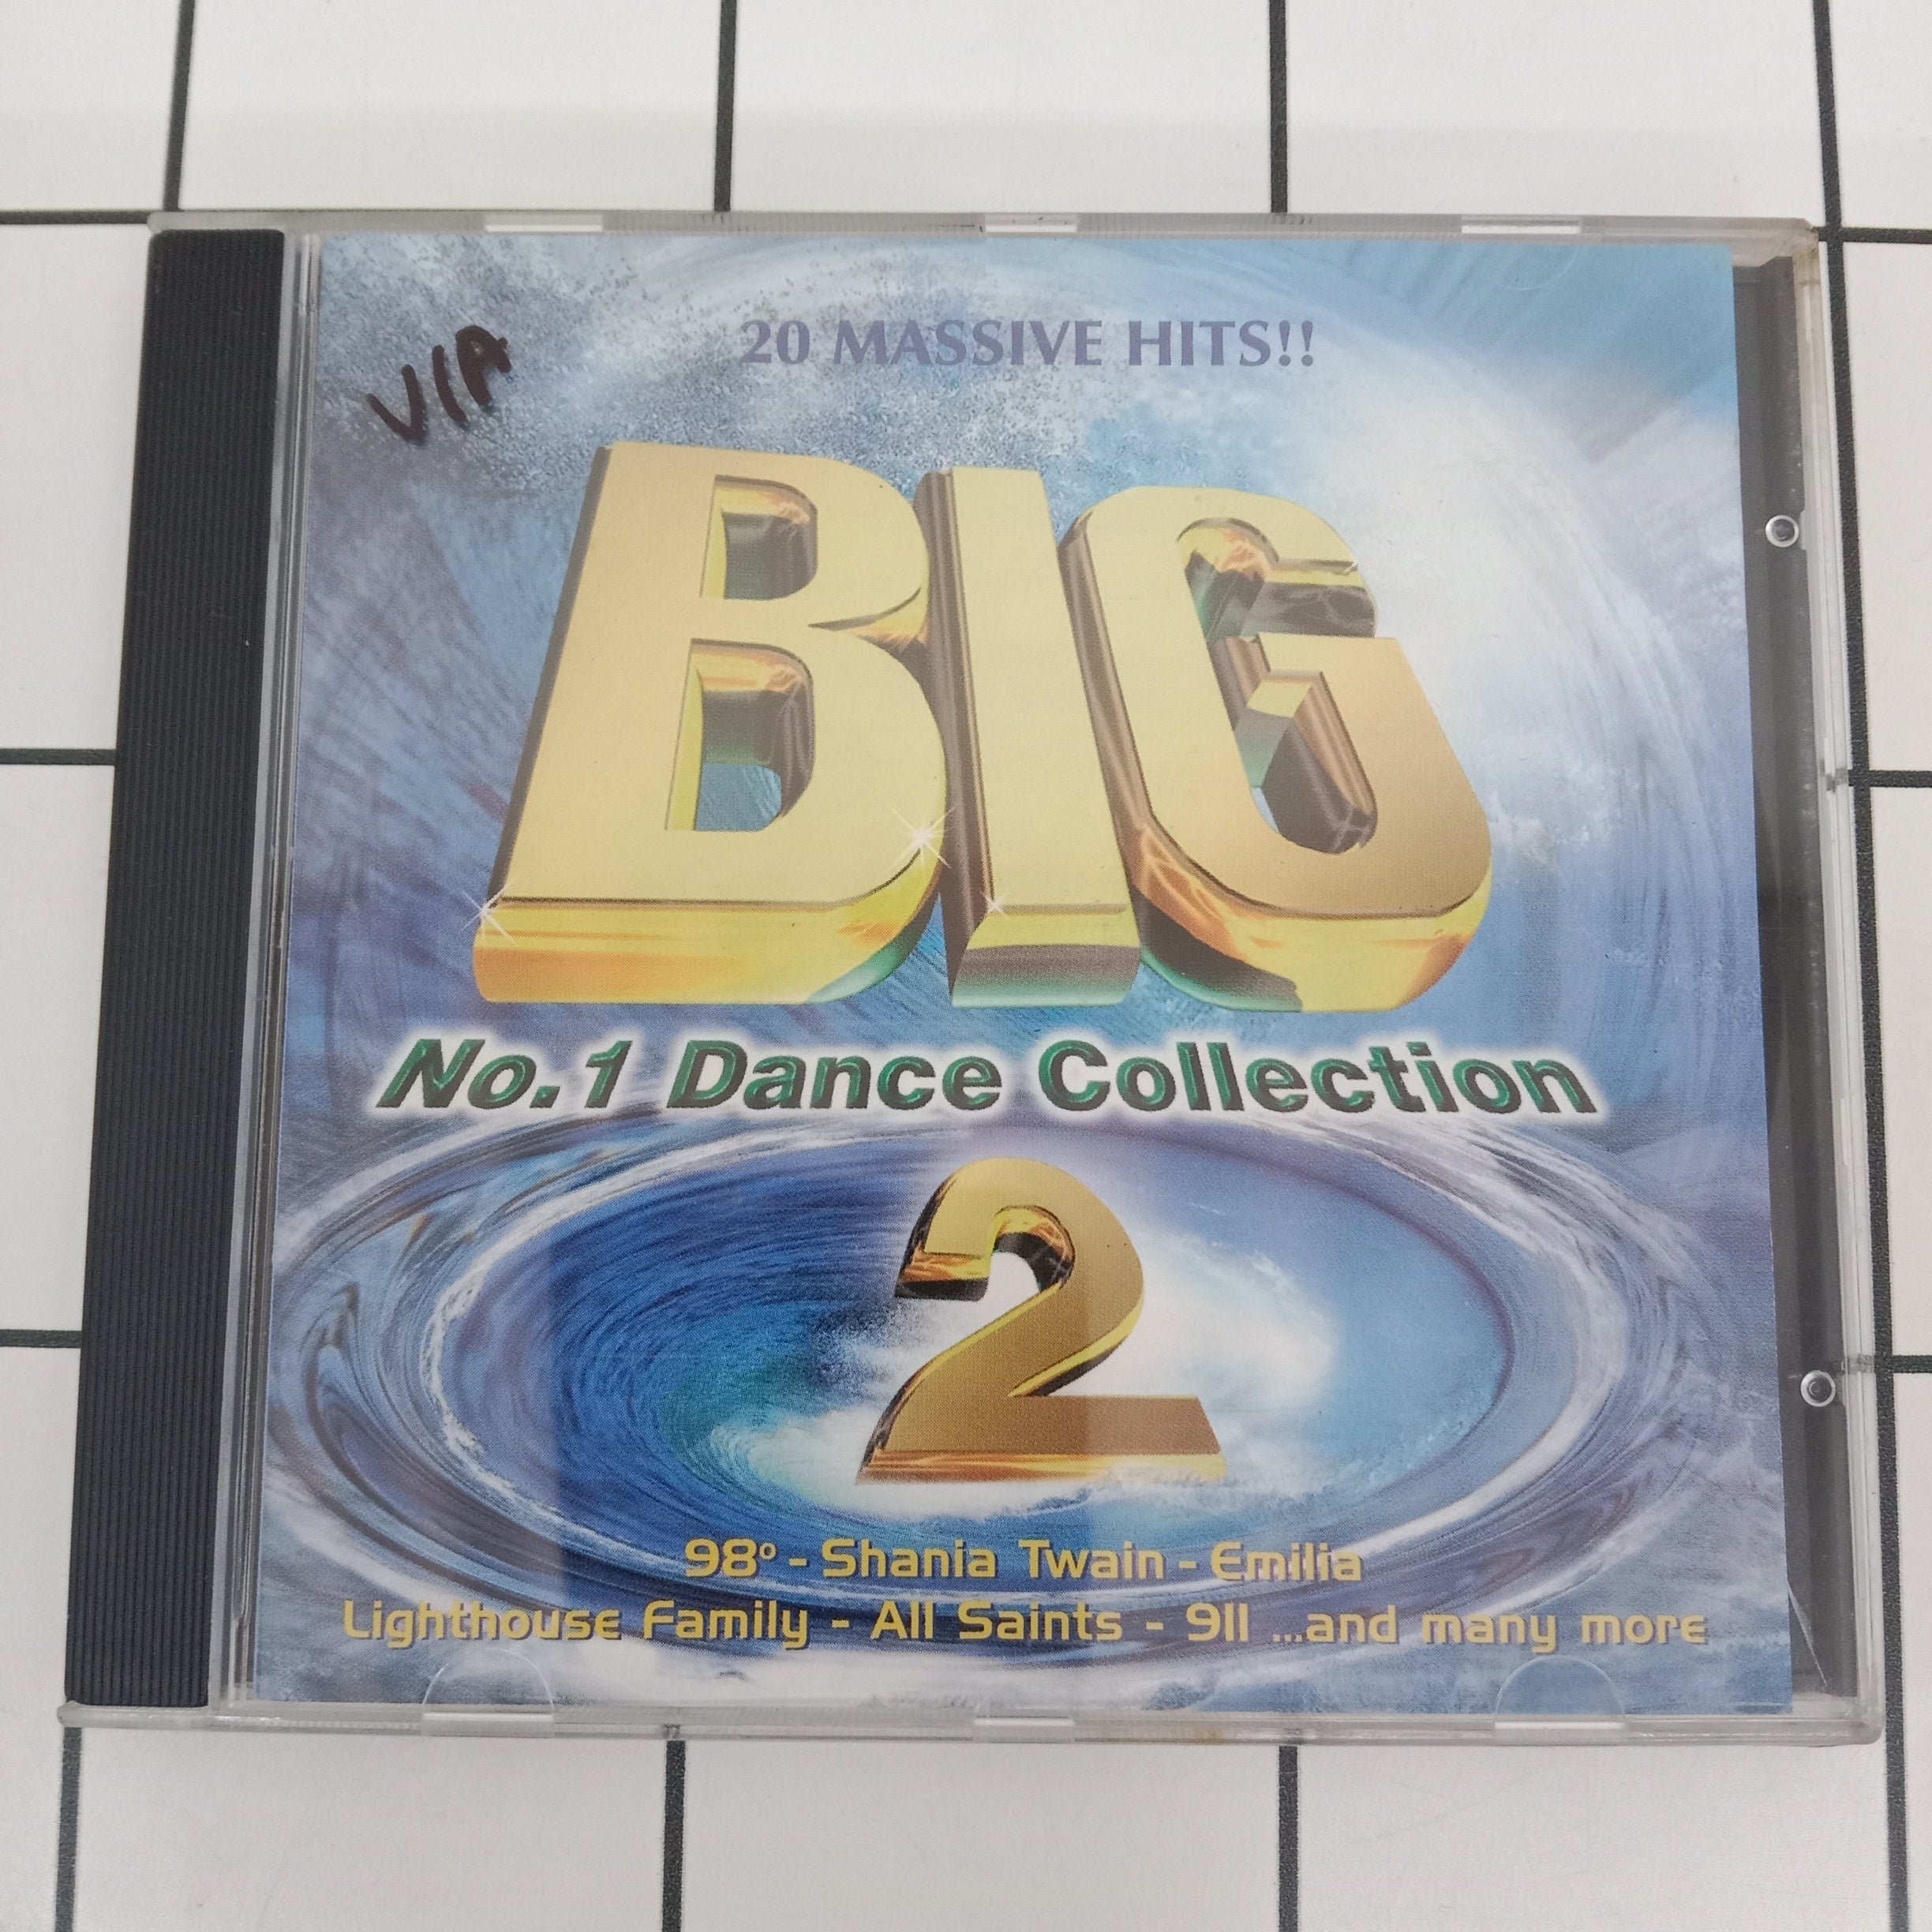 20 MASSIVE HITS!!
VIA
BIG
No.1 Dance Collection
2
98° - Shania Twain - Emilia
Lighthouse Family - All Saints - 911 ...and many more